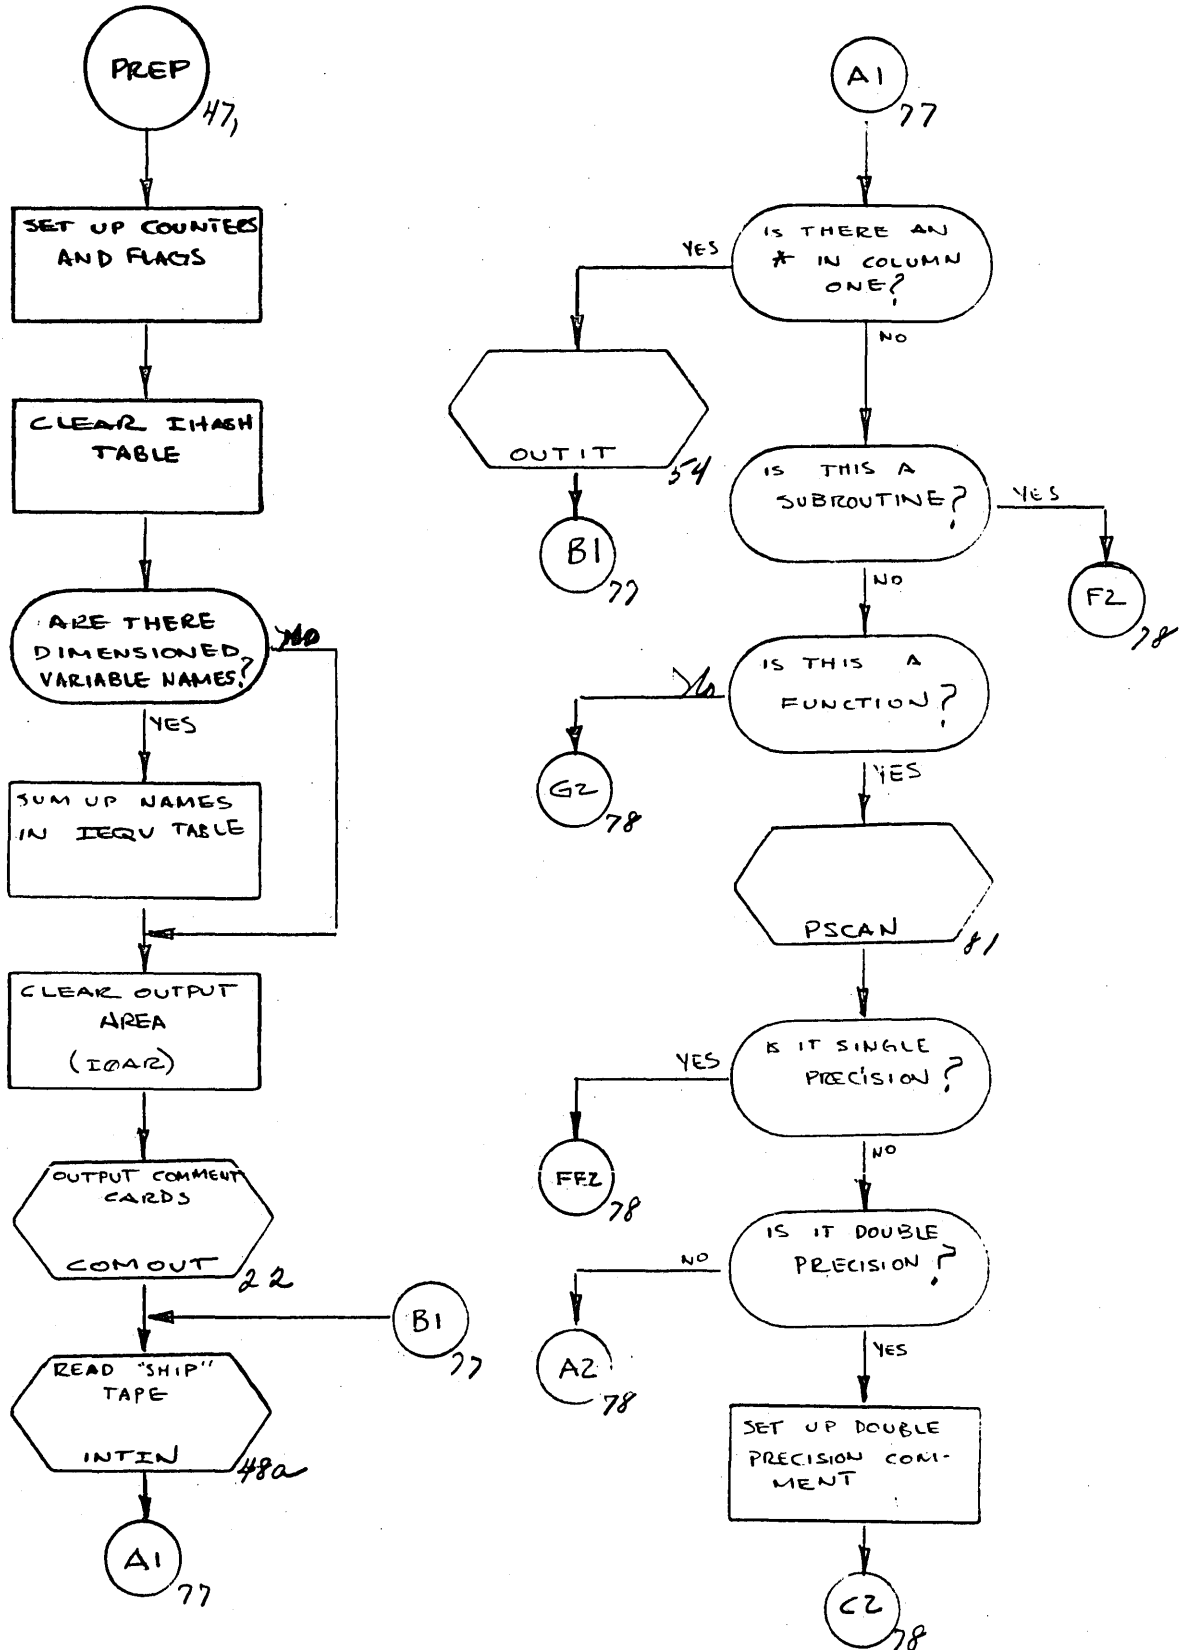 PREP
47,
SET UP COUNTERS
AND FLAGS
CLEAR IHASH
TABLE
ARE THERE
DIMENSIONED
VARIABLE NAMES?
No
YES
SUM UP NAMES
IN IEQU TABLE
CLEAR OUTPUT
AREA
(IOAR)
OUTPUT COMMENT
CARDS
COMOUT
22
B1
77
READ "SHIP"
TAPE
INTIN
48a
A1
77
A1
77
IS THERE AN
* IN COLUMN
ONE?
YES
NO
OUTIT
54
B1
77
IS THIS A
SUBROUTINE?
YES
F2
78
NO
IS THIS A
FUNCTION?
No
G2
78
YES
PSCAN
81
IS IT SINGLE
PRECISION?
YES
FF2
78
NO
IS IT DOUBLE
PRECISION?
NO
A2
78
YES
SET UP DOUBLE
PRECISION COM-
MENT
C2
78